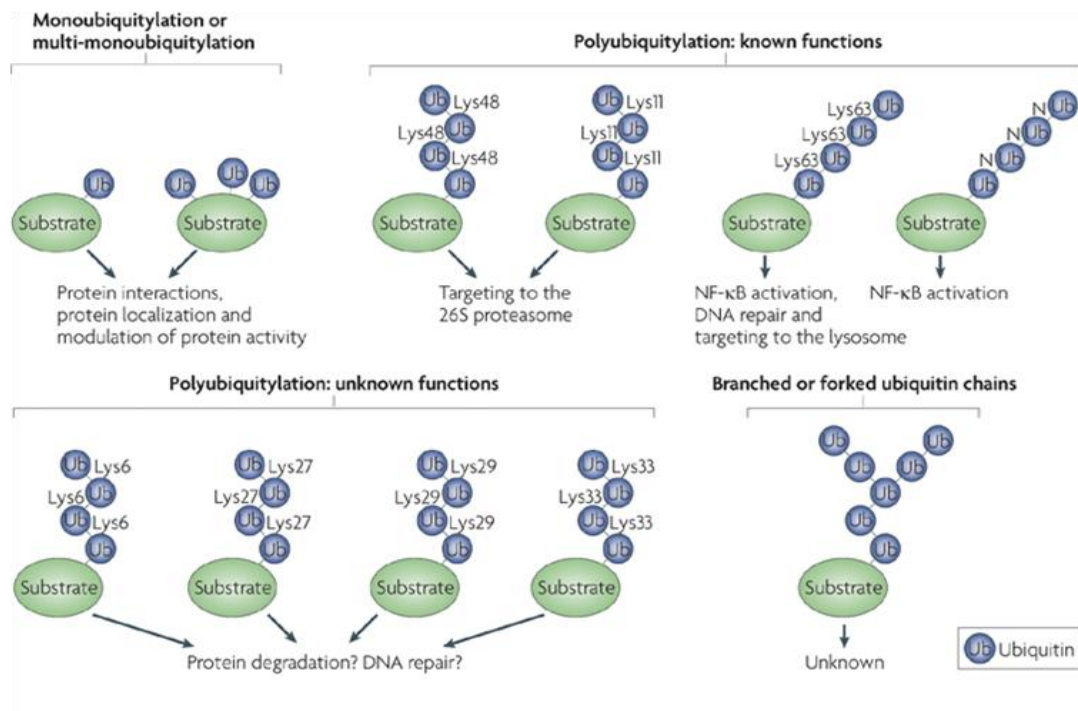 Monoubiquitylation or
multi-monoubiquitylation
Ub
Substrate
Ub
Ub
Ub
Substrate
Protein interactions,
protein localization and
modulation of protein activity
Polyubiquitylation: known functions
Ub Lys48
Lys48 Ub
Ub Lys48
Ub
Substrate
Ub Lys11
Lys11 Ub
Ub Lys11
Ub
Substrate
Targeting to the
26S proteasome
Lys63 Ub
Lys63 Ub
Lys63 Ub
Ub
Substrate
NF-κB activation,
DNA repair and
targeting to the lysosome
N Ub
N Ub
N Ub
Ub
Substrate
NF-κB activation
Polyubiquitylation: unknown functions
Ub Lys6
Lys6 Ub
Ub Lys6
Ub
Substrate
Ub Lys27
Lys27 Ub
Ub Lys27
Ub
Substrate
Ub Lys29
Lys29 Ub
Ub Lys29
Ub
Substrate
Ub Lys33
Lys33 Ub
Ub Lys33
Ub
Substrate
Protein degradation? DNA repair?
Branched or forked ubiquitin chains
Ub Ub
Ub Ub
Ub
Ub
Ub
Substrate
Unknown
Ub Ubiquitin